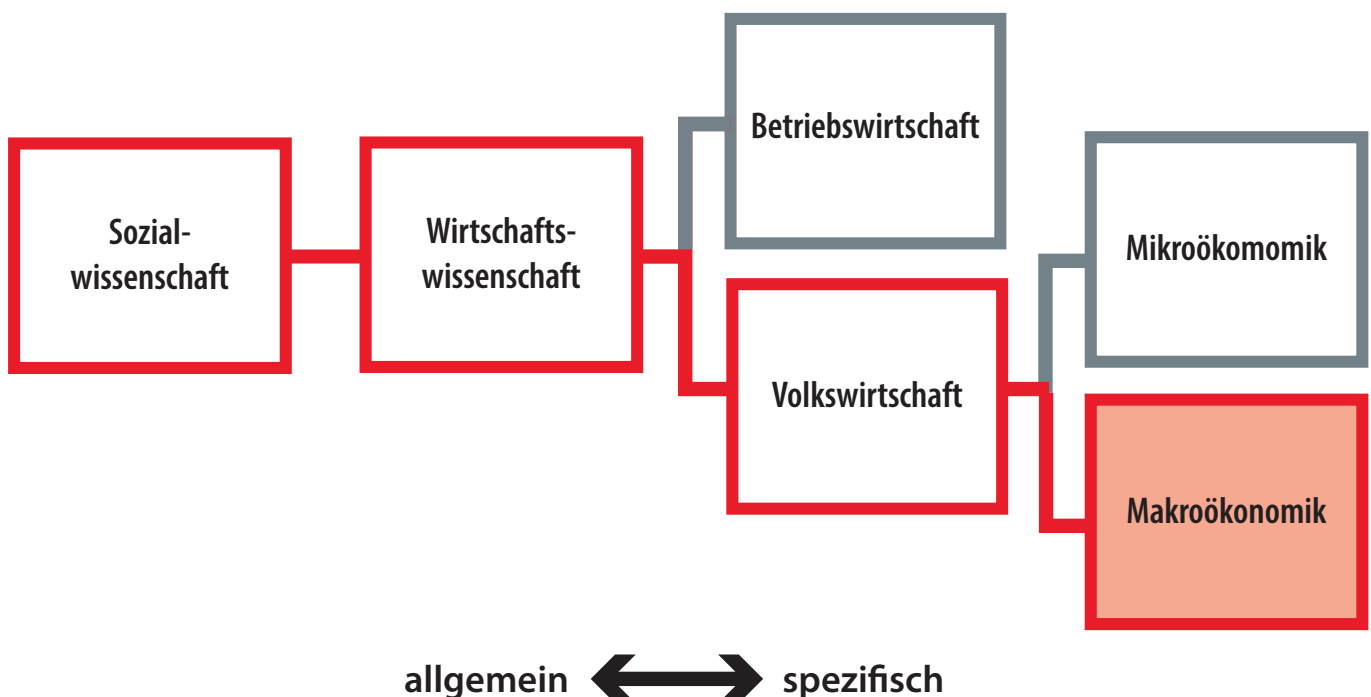 Sozial-
wissenschaft
Wirtschafts-
wissenschaft
Betriebswirtschaft
Volkswirtschaft
Mikroökomomik
Makroökonomik
allgemein
spezifisch